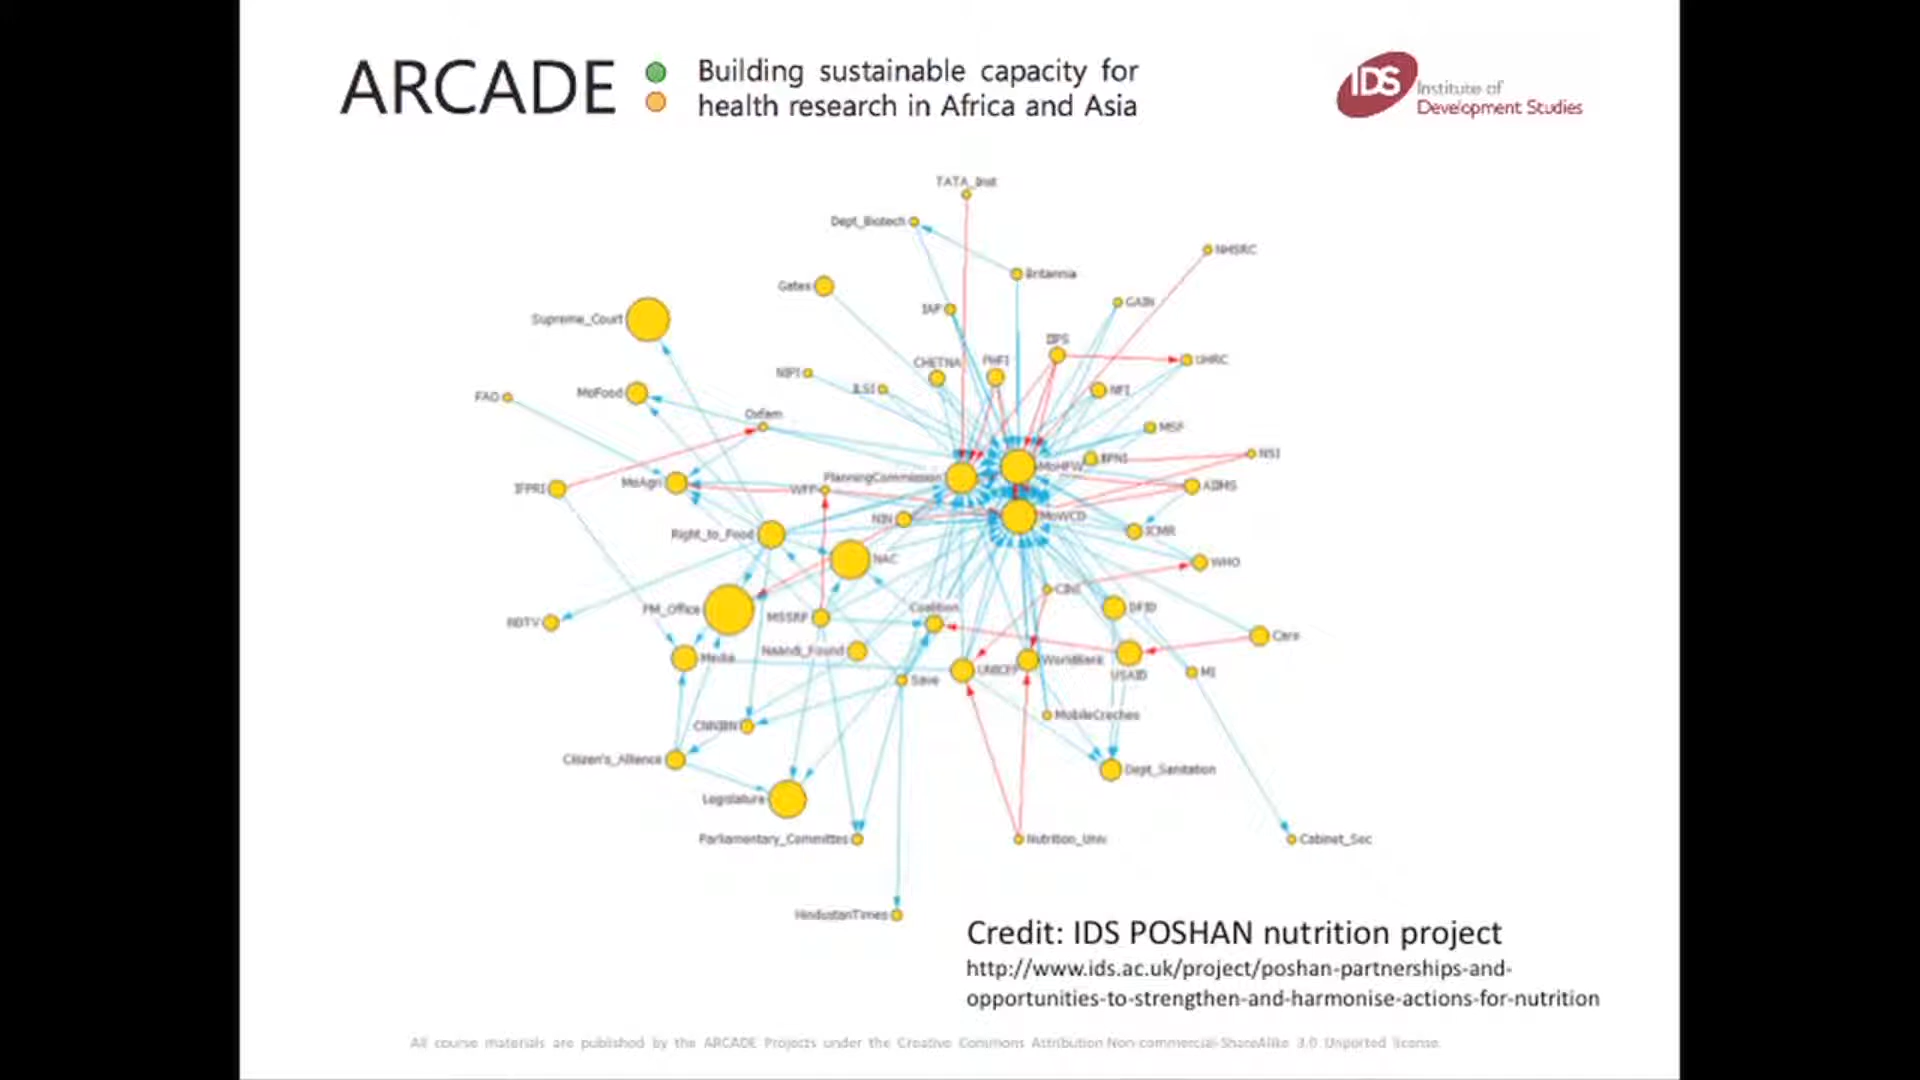 ARCADE
Building sustainable capacity for
health research in Africa and Asia
IDS
Institute of
Development Studies
TATA_Inst
Dept_Biotech
NHSRC
Britannia
Gates
GAIN
IAP
Supreme_Court
IIPS
CHETNA
PHFI
UHRC
NIPI
ILSI
NFI
FAO
MoFood
Oxfam
MSF
NSI
BPNI
MoHFW
PlanningCommission
IFPRI
MoAgri
WFP
AIIMS
NIN
MoWCD
ICMR
Right_to_Food
NAC
WHO
CINI
PM_Office
MSSRF
Coalition
DFID
NDTV
Care
Naandi_Found
Media
UNICEF
WorldBank
USAID
MI
Save
MobileCreches
CNNIBN
Citizen's_Allience
Dept_Sanitation
Legislature
Parliamentary_Committes
Nutrition_Univ
Cabinet_Sec
HindustanTimes
Credit: IDS POSHAN nutrition project
http://www.ids.ac.uk/project/poshan-partnerships-and-
opportunities-to-strengthen-and-harmonise-actions-for-nutrition
All course materials are published by the ARCADE Projects under the Creative Commons Attribution Non-commercial-ShareAlike 3.0 Unported license.